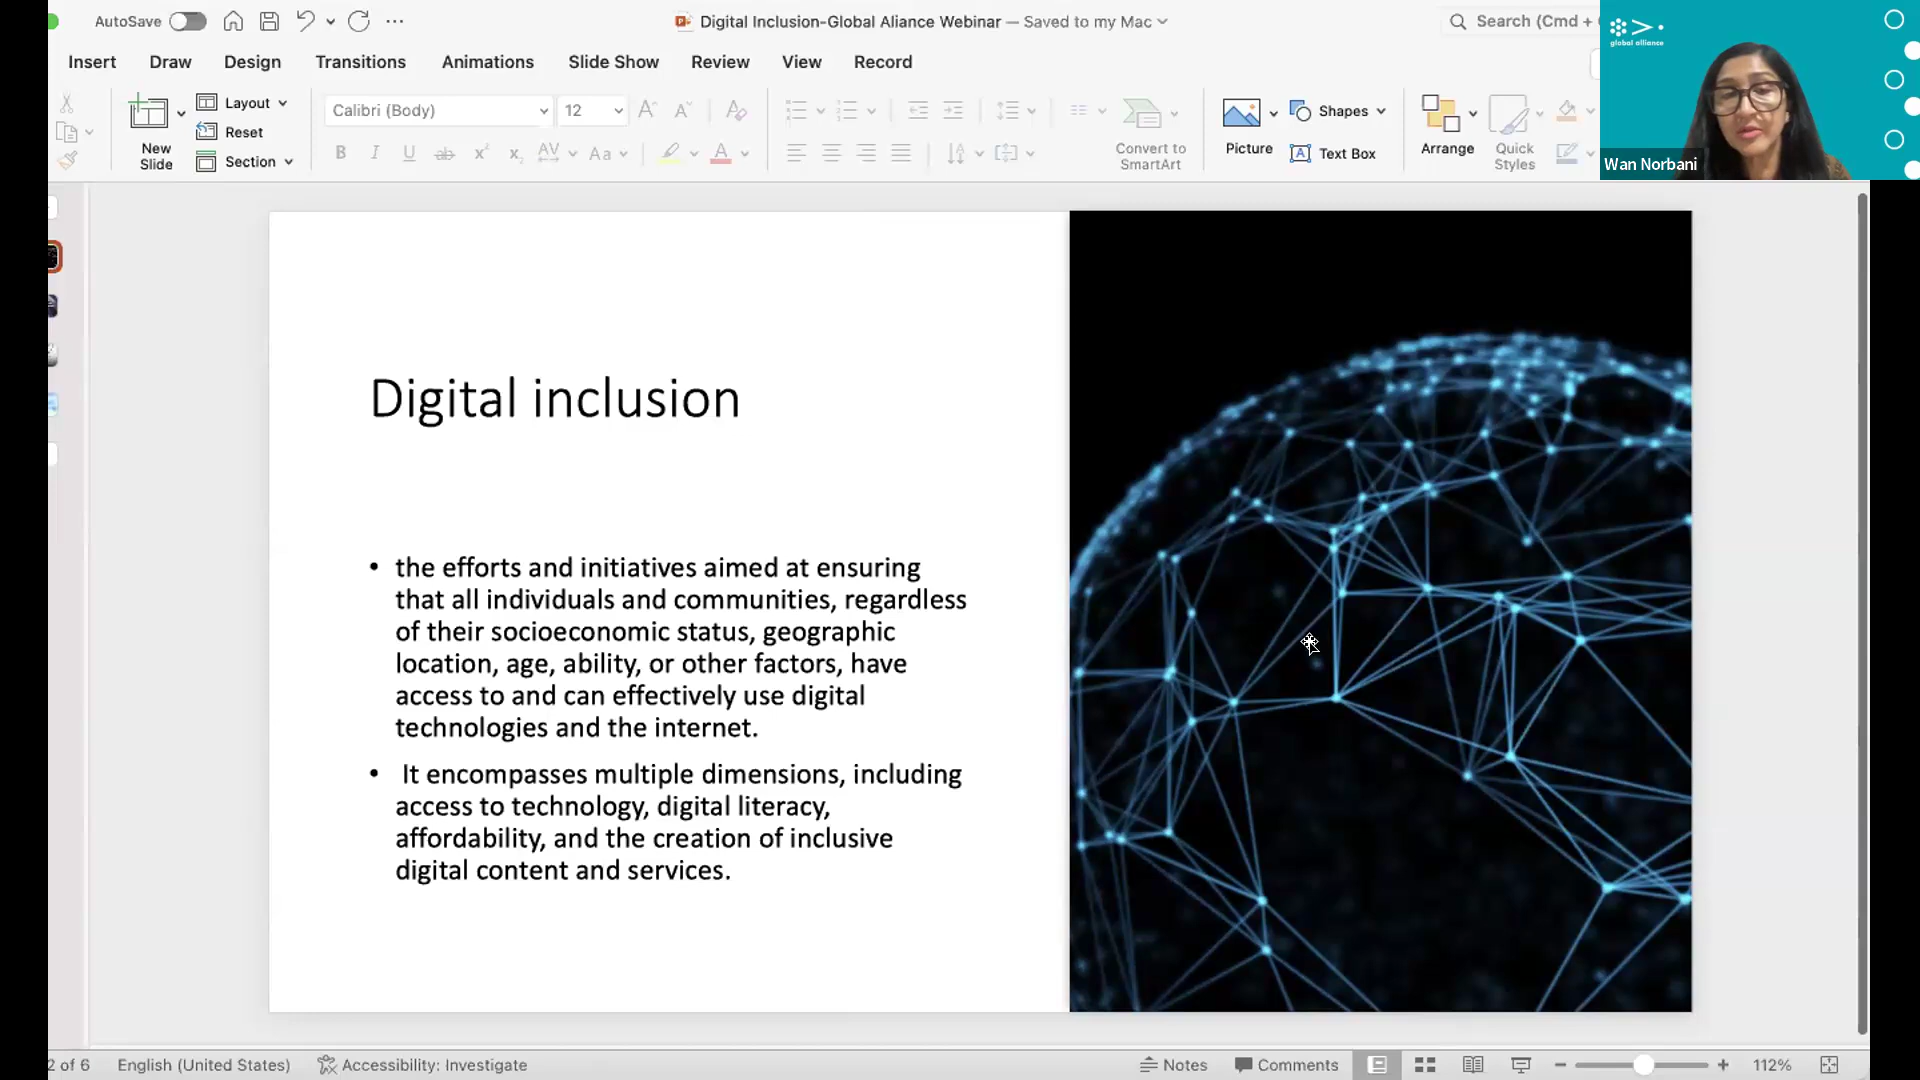 AutoSave
Digital Inclusion-Global Aliance Webinar — Saved to my Mac
Search (Cmd +
global alliance
Insert Draw Design Transitions Animations Slide Show Review View Record
Calibri (Body) 12
Layout
Reset
Section
New
Slide
Convert to
SmartArt
Picture
Shapes
Text Box
Arrange
Quick
Styles
Wan Norbani
Digital inclusion
• the efforts and initiatives aimed at ensuring
that all individuals and communities, regardless
of their socioeconomic status, geographic
location, age, ability, or other factors, have
access to and can effectively use digital
technologies and the internet.
• It encompasses multiple dimensions, including
access to technology, digital literacy,
affordability, and the creation of inclusive
digital content and services.
2 of 6 English (United States) Accessibility: Investigate Notes Comments 112%